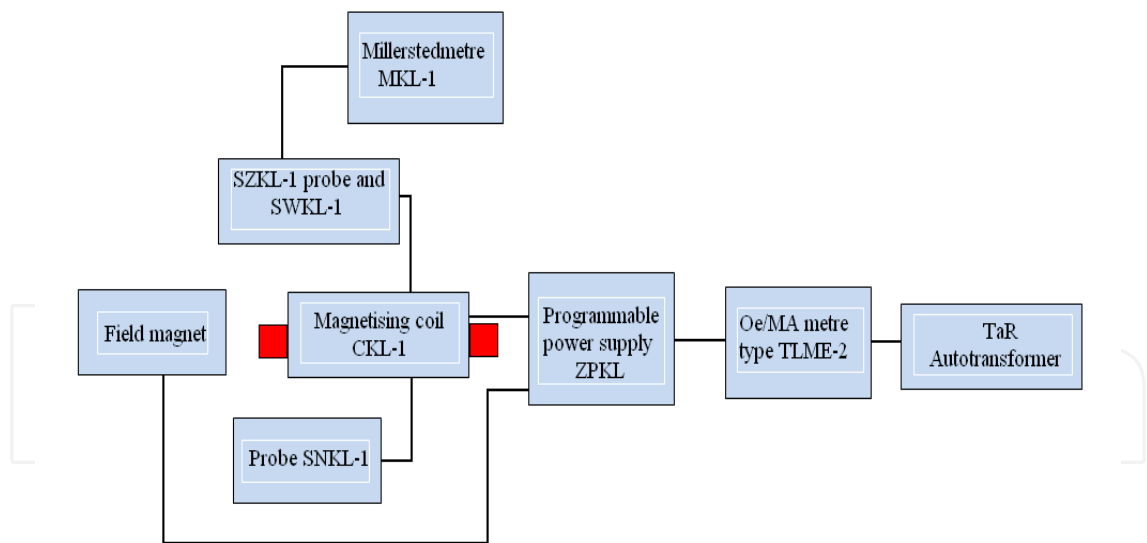 Millerstedmetre
MKL-1
SZKL-1 probe and
SWKL-1
Field magnet
Magnetising coil
CKL-1
Programmable
power supply
ZPKL
Oe/MA metre
type TLME-2
TaR
Autotransformer
Probe SNKL-1